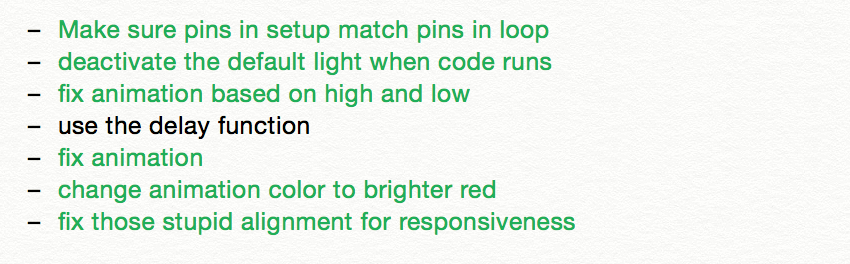 – Make sure pins in setup match pins in loop
– deactivate the default light when code runs
– fix animation based on high and low
– use the delay function
– fix animation
– change animation color to brighter red
– fix those stupid alignment for responsiveness